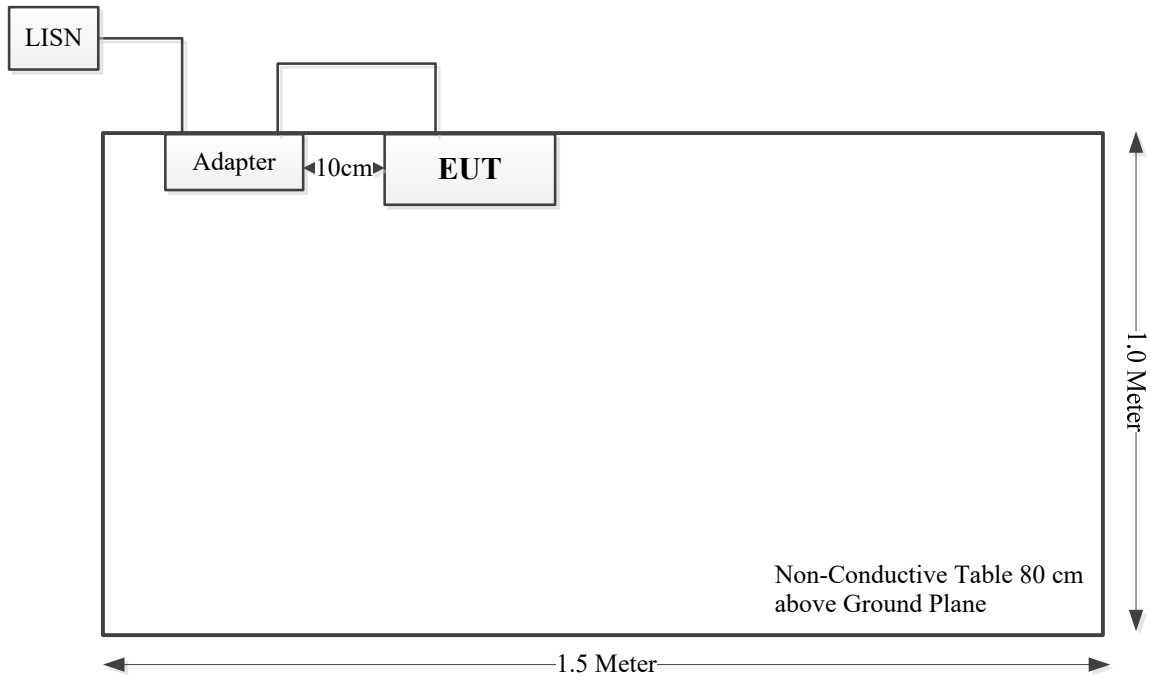 LISN
Adapter
10cm
EUT
1.0 Meter
Non-Conductive Table 80 cm
above Ground Plane
1.5 Meter